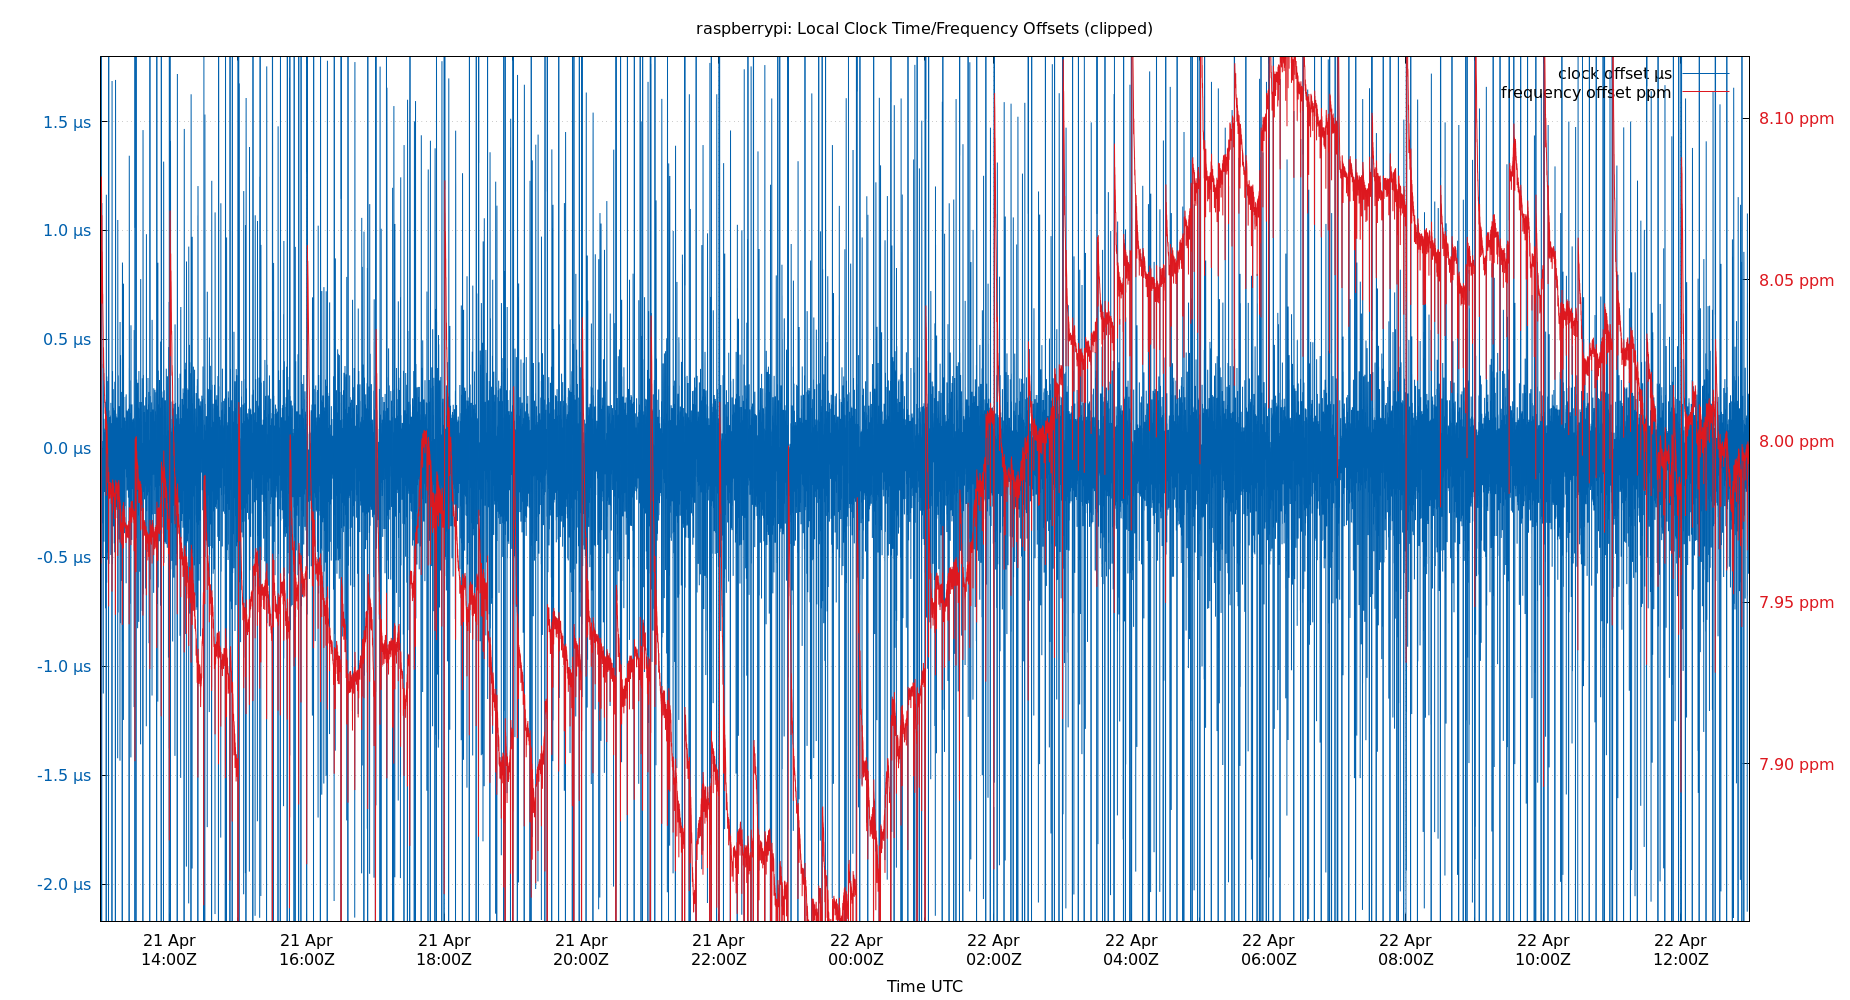 raspberrypi: Local Clock Time/Frequency Offsets (clipped)
clock offset µs
frequency offset ppm
1.5 µs
1.0 µs
0.5 µs
0.0 µs
-0.5 µs
-1.0 µs
-1.5 µs
-2.0 µs
8.10 ppm
8.05 ppm
8.00 ppm
7.95 ppm
7.90 ppm
21 Apr
14:00Z
21 Apr
16:00Z
21 Apr
18:00Z
21 Apr
20:00Z
21 Apr
22:00Z
22 Apr
00:00Z
22 Apr
02:00Z
22 Apr
04:00Z
22 Apr
06:00Z
22 Apr
08:00Z
22 Apr
10:00Z
22 Apr
12:00Z
Time UTC